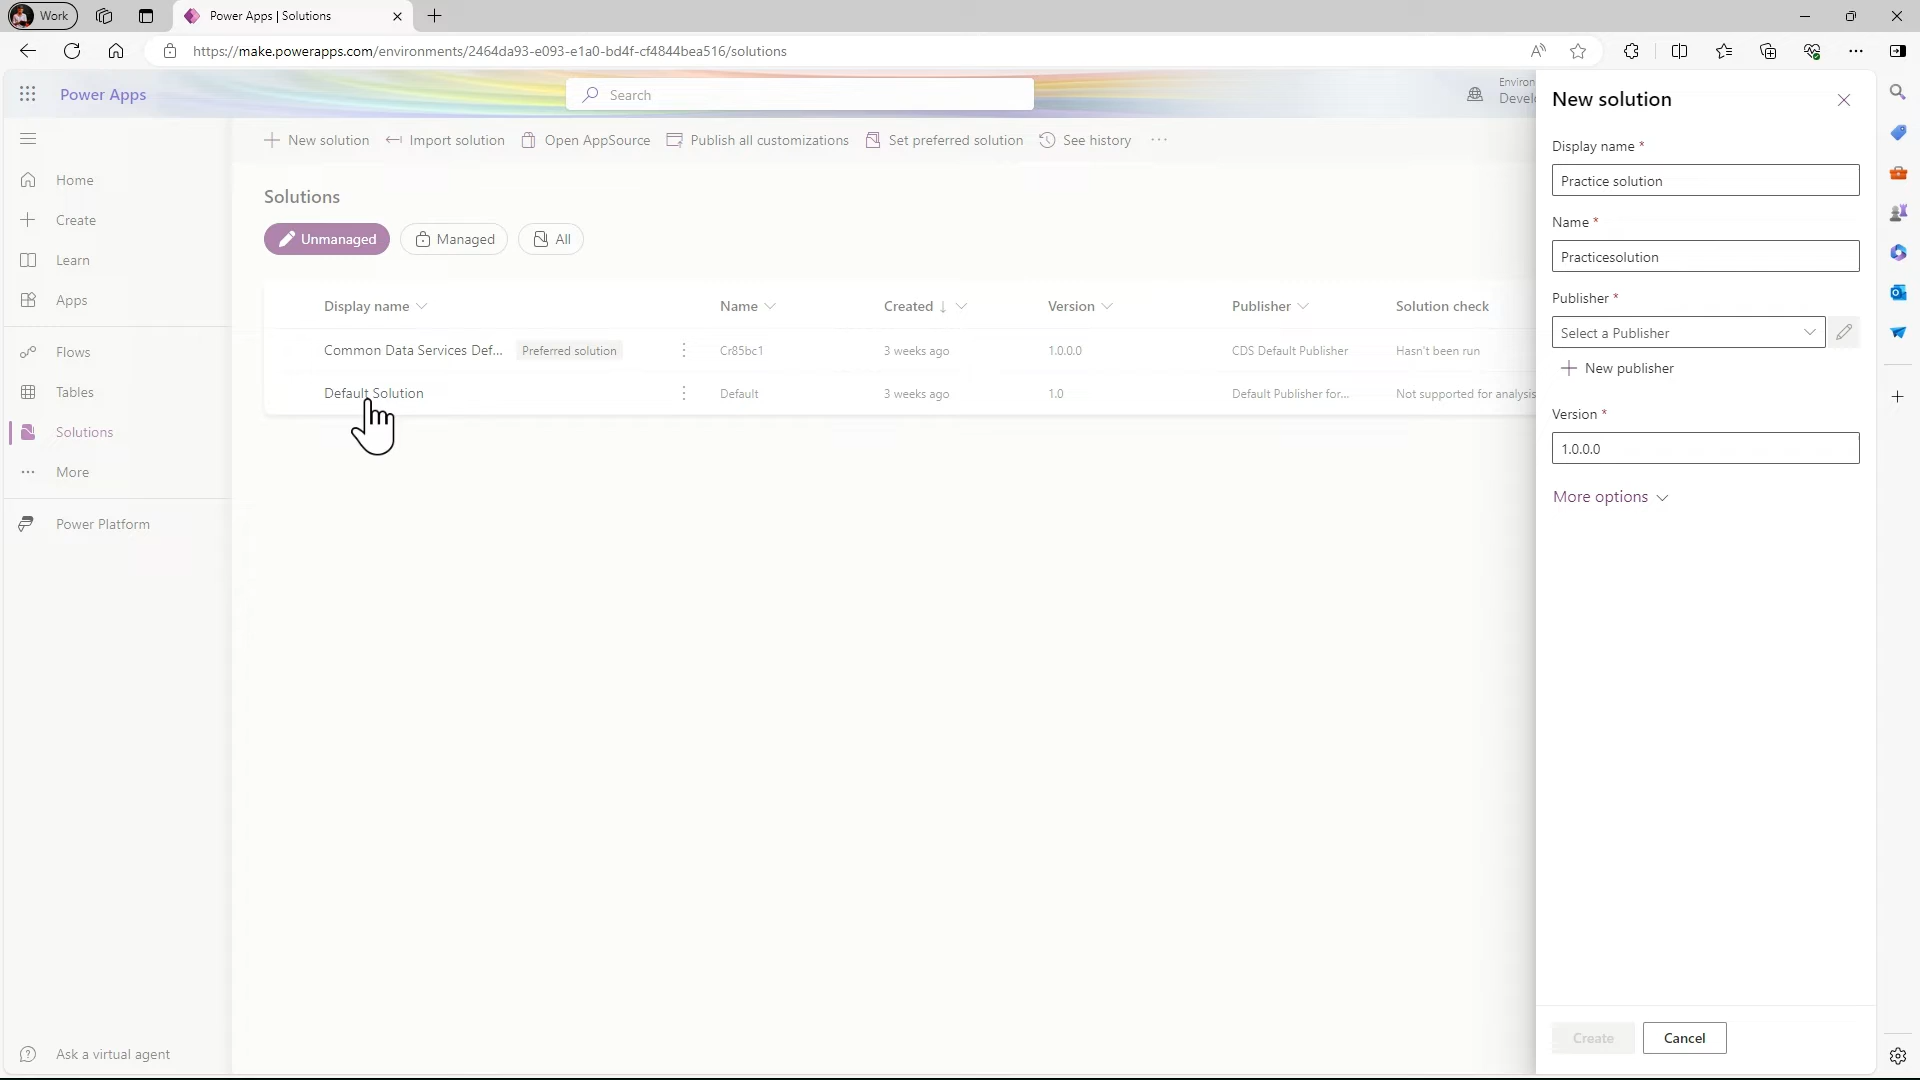 Work
Power Apps | Solutions
https://make.powerapps.com/environments/2464da93-e093-e1a0-bd4f-cf4844bea516/solutions
Power Apps
Search
Environ
Develo
New solution
Import solution
Open AppSource
Publish all customizations
Set preferred solution
See history
Home
Create
Learn
Apps
Flows
Tables
Solutions
More
Power Platform
Ask a virtual agent
Solutions
Unmanaged
Managed
All
Display name Name Created Version Publisher Solution check
Common Data Services Def... Preferred solution Cr85bc1 3 weeks ago 1.0.0.0 CDS Default Publisher Hasn't been run
Default Solution Default 3 weeks ago 1.0 Default Publisher for... Not supported for analysis
New solution
Display name *
Practice solution
Name *
Practicesolution
Publisher *
Select a Publisher
New publisher
Version *
1.0.0.0
More options
Create Cancel